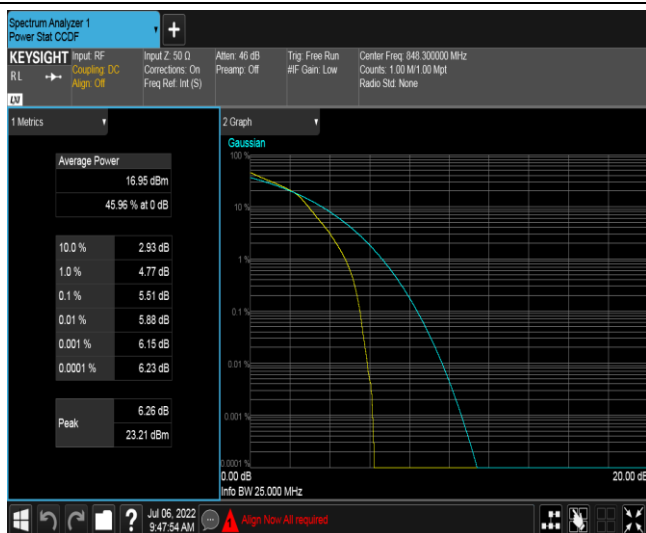 Spectrum Analyzer 1
Power Stat CCDF
+
KEYSIGHT
RL
LXI
Input: RF
Coupling: DC
Align: Off
Input Z: 50 Ω
Corrections: On
Freq Ref: Int (S)
Atten: 46 dB
Preamp: Off
Trig: Free Run
#IF Gain: Low
Center Freq: 848.300000 MHz
Counts: 1.00 M/1.00 Mpt
Radio Std: None
1 Metrics
Average Power
16.95 dBm
45.96 % at 0 dB
10.0 % 2.93 dB
1.0 % 4.77 dB
0.1 % 5.51 dB
0.01 % 5.88 dB
0.001 % 6.15 dB
0.0001 % 6.23 dB
Peak
6.26 dB
23.21 dBm
2 Graph
Gaussian
100 %
10 %
1 %
0.1 %
0.01 %
0.001 %
0.0001 %
0.00 dB
20.00 dB
Info BW 25.000 MHz
?
Jul 06, 2022
9:47:54 AM
Align Now All required